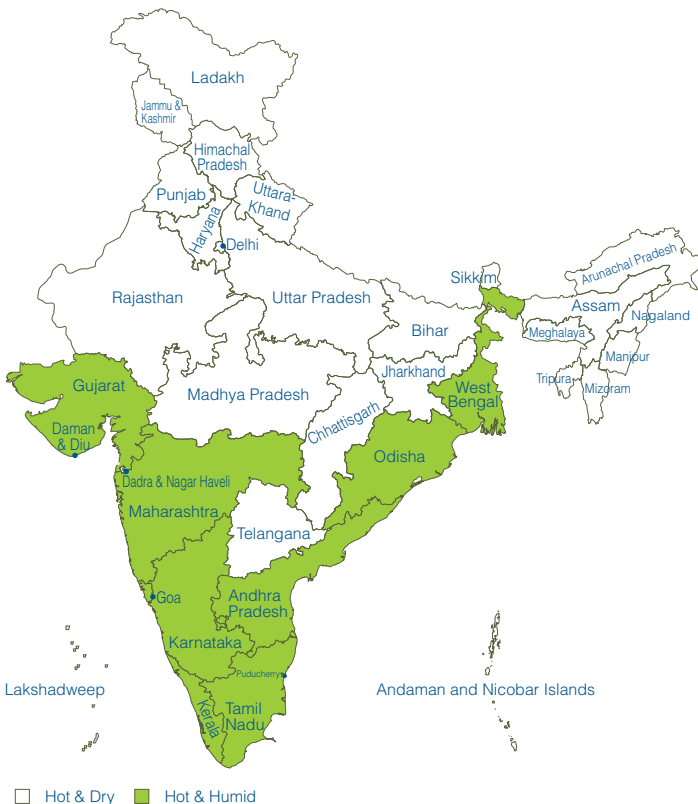 Ladakh
Jammu &
Kashmir
Himachal
Pradesh
Punjab
Uttara-
Khand
Haryana
Delhi
Sikkim
Arunachal Pradesh
Rajasthan
Uttar Pradesh
Assam
Nagaland
Bihar
Meghalaya
Manipur
Jharkhand
Tripura
Mizoram
Gujarat
Madhya Pradesh
West
Bengal
Chhattisgarh
Daman
& Diu
Odisha
Dadra & Nagar Haveli
Maharashtra
Telangana
Goa
Andhra
Pradesh
Karnataka
Puducherry
Lakshadweep
Andaman and Nicobar Islands
Kerala
Tamil
Nadu
Hot & Dry
Hot & Humid